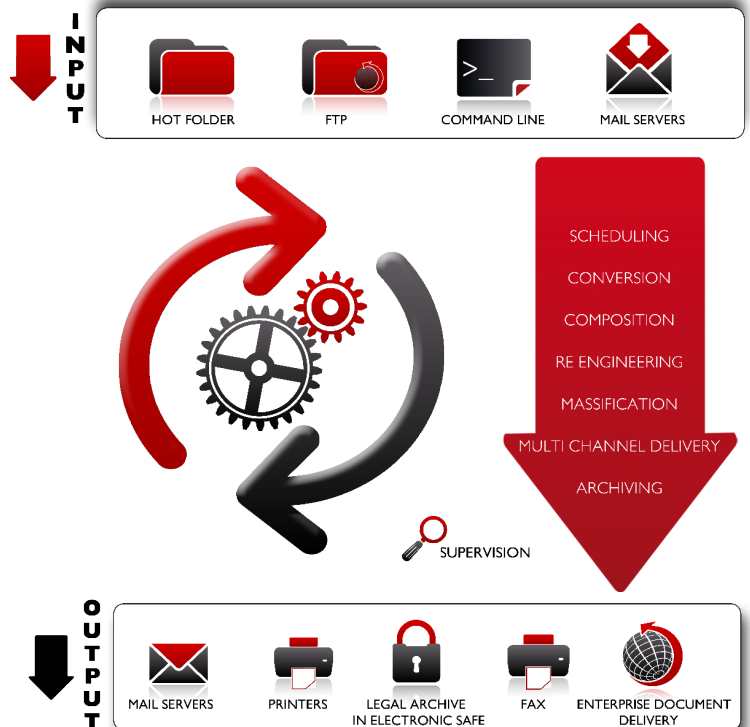 INPUT
HOT FOLDER
FTP
>_
COMMAND LINE
MAIL SERVERS
SCHEDULING
CONVERSION
COMPOSITION
RE ENGINEERING
MASSIFICATION
MULTI CHANNEL DELIVERY
ARCHIVING
SUPERVISION
OUTPUT
MAIL SERVERS
PRINTERS
LEGAL ARCHIVE
IN ELECTRONIC SAFE
FAX
ENTERPRISE DOCUMENT
DELIVERY